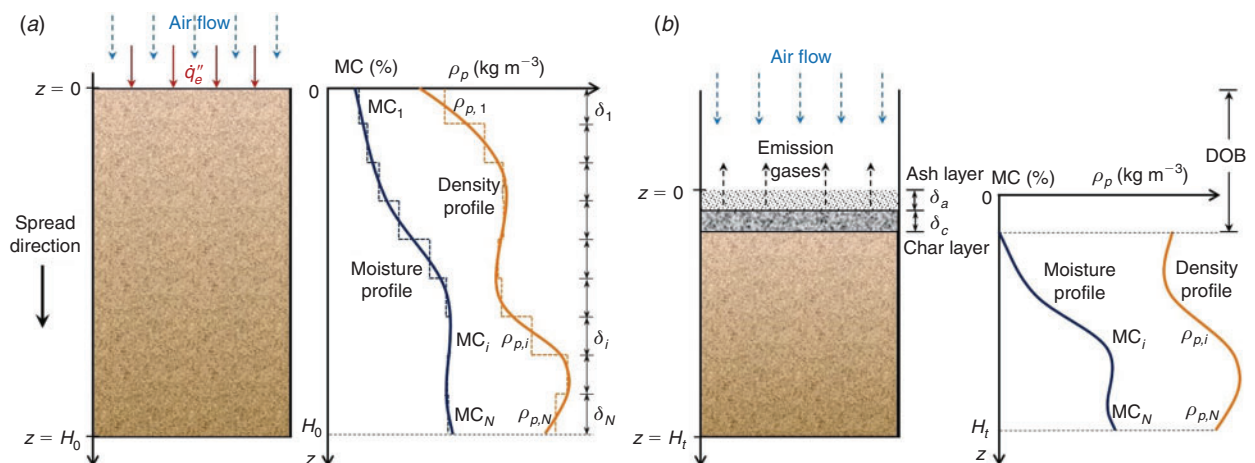 (a)
Air flow
q̇″e
z = 0
Spread
direction
z = H0
MC (%)
ρp (kg m−3)
0
MC1
ρp, 1
δ1
Density
profile
Moisture
profile
MCi
ρp,i
δi
MCN
ρp,N
δN
H0
z
(b)
Air flow
Emission
gases
DOB
Ash layer
z = 0
δa
δc
Char layer
MC (%)
ρp (kg m−3)
0
Moisture
profile
Density
profile
MCi
ρp,i
MCN
ρp,N
z = Ht
Ht
z